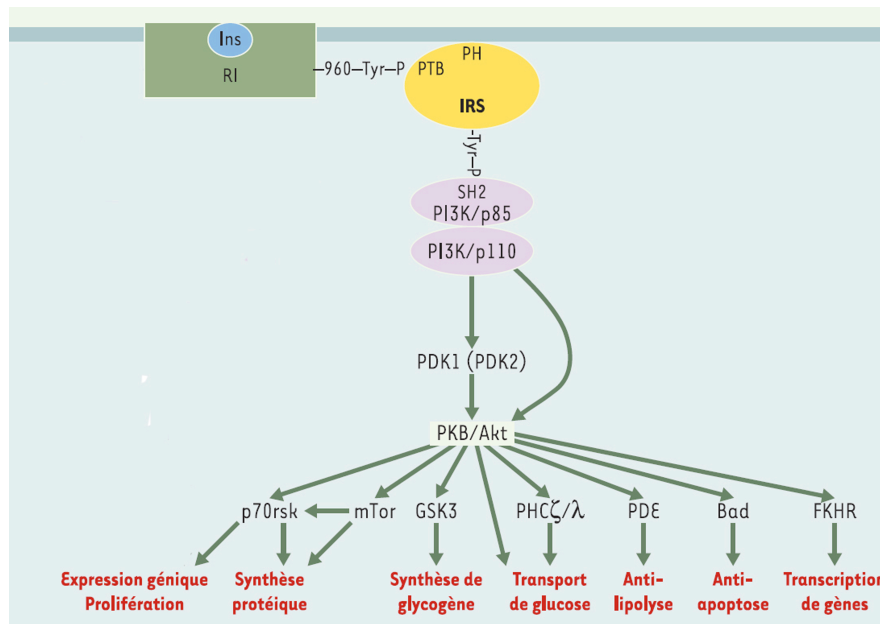 Ins
RI
–960–Tyr–P
PTB
PH
IRS
-Tyr–P
SH2
PI3K/p85
PI3K/p110
PDK1 (PDK2)
PKB/Akt
p70rsk
mTor
GSK3
PHCζ/λ
PDE
Bad
FKHR
Expression génique
Prolifération
Synthèse
protéique
Synthèse de
glycogène
Transport
de glucose
Anti-
lipolyse
Anti-
apoptose
Transcription
de gènes